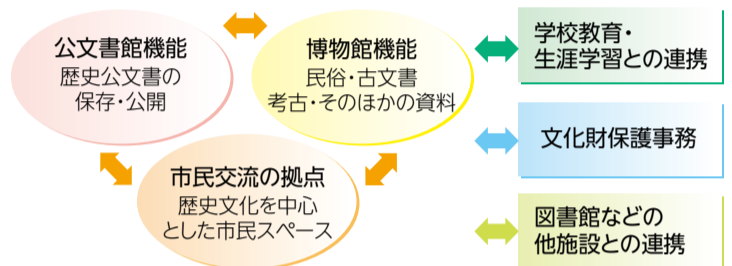 公文書館機能
歴史公文書の
保存・公開
博物館機能
民俗・古文書
考古・そのほかの資料
市民交流の拠点
歴史文化を中心
とした市民スペース
学校教育・
生涯学習との連携
文化財保護事務
図書館などの
他施設との連携